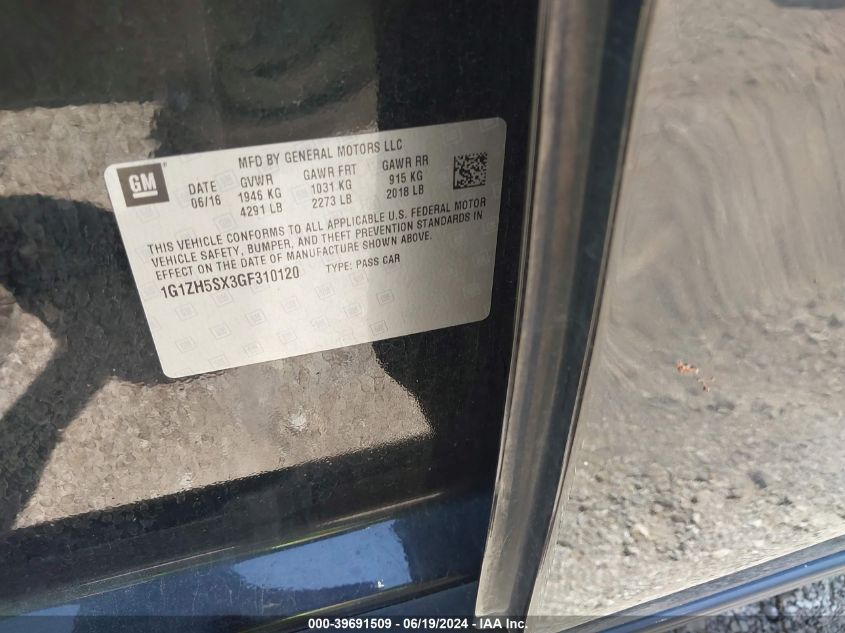 MFD BY GENERAL MOTORS LLC
GM ®
DATE GVWR GAWR FRT GAWR RR
06/16 1946 KG 1031 KG 915 KG
4291 LB 2273 LB 2018 LB
THIS VEHICLE CONFORMS TO ALL APPLICABLE U.S. FEDERAL MOTOR
VEHICLE SAFETY, BUMPER, AND THEFT PREVENTION STANDARDS IN
EFFECT ON THE DATE OF MANUFACTURE SHOWN ABOVE.
1G1ZH5SX3GF310120 TYPE: PASS CAR
000-39691509 / 06/19/2024 - IAA Inc.